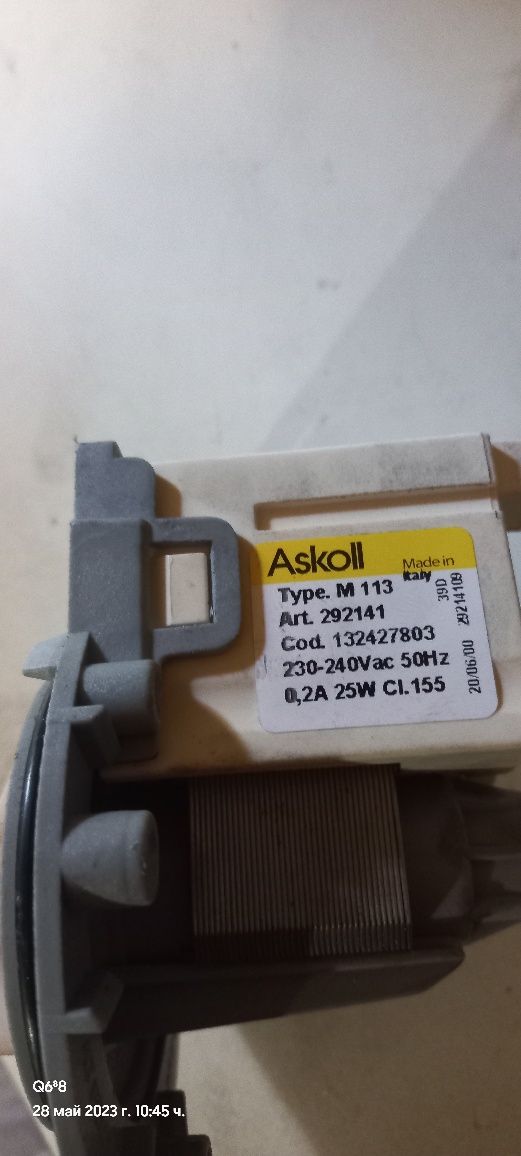 Askoll
Made in
Italy
Type. M 113
Art. 292141
Cod. 132427803
230-240Vac 50Hz
0,2A 25W Cl.155
39D
20/06/00 29214109
Q6⁸8
28 май 2023 г. 10:45 ч.